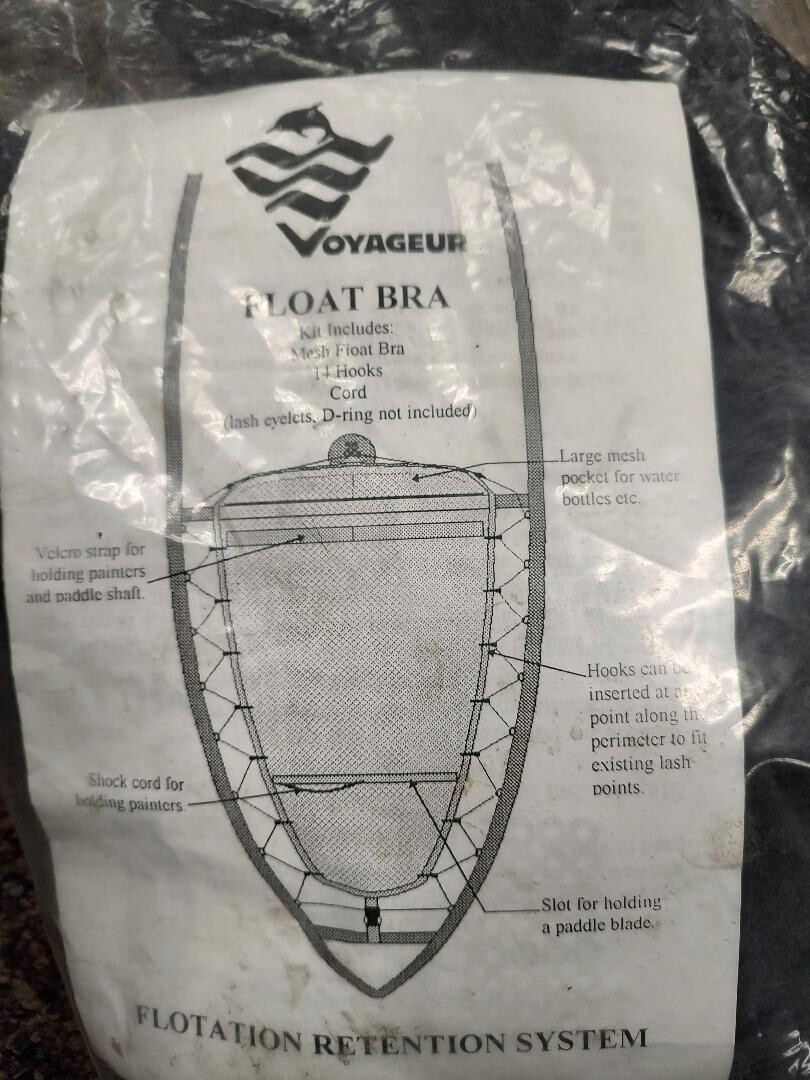 VOYAGEUR
FLOAT BRA
Kit Includes:
Mesh Float Bra
14 Hooks
Cord
(lash eyelets, D-ring not included)
Large mesh
pocket for water
bottles etc.
Velcro strap for
holding painters
and paddle shaft.
Hooks can be
inserted at any
point along the
perimeter to fit
existing lash
points.
Shock cord for
holding painters.
Slot for holding
a paddle blade.
FLOTATION RETENTION SYSTEM